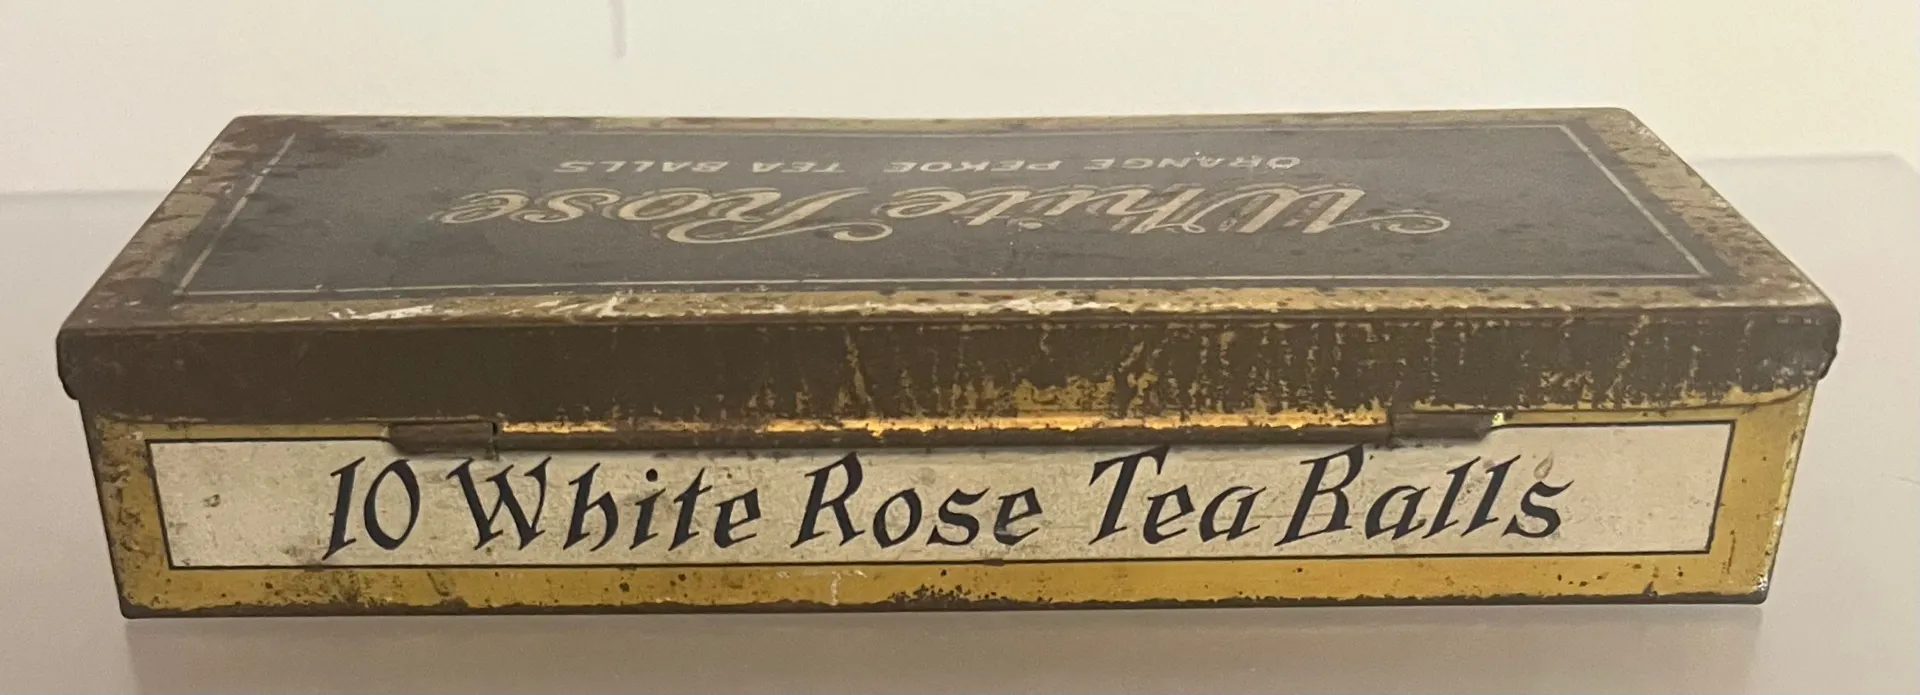 White Rose
ORANGE PEKOE TEA BALLS
10 White Rose Tea Balls